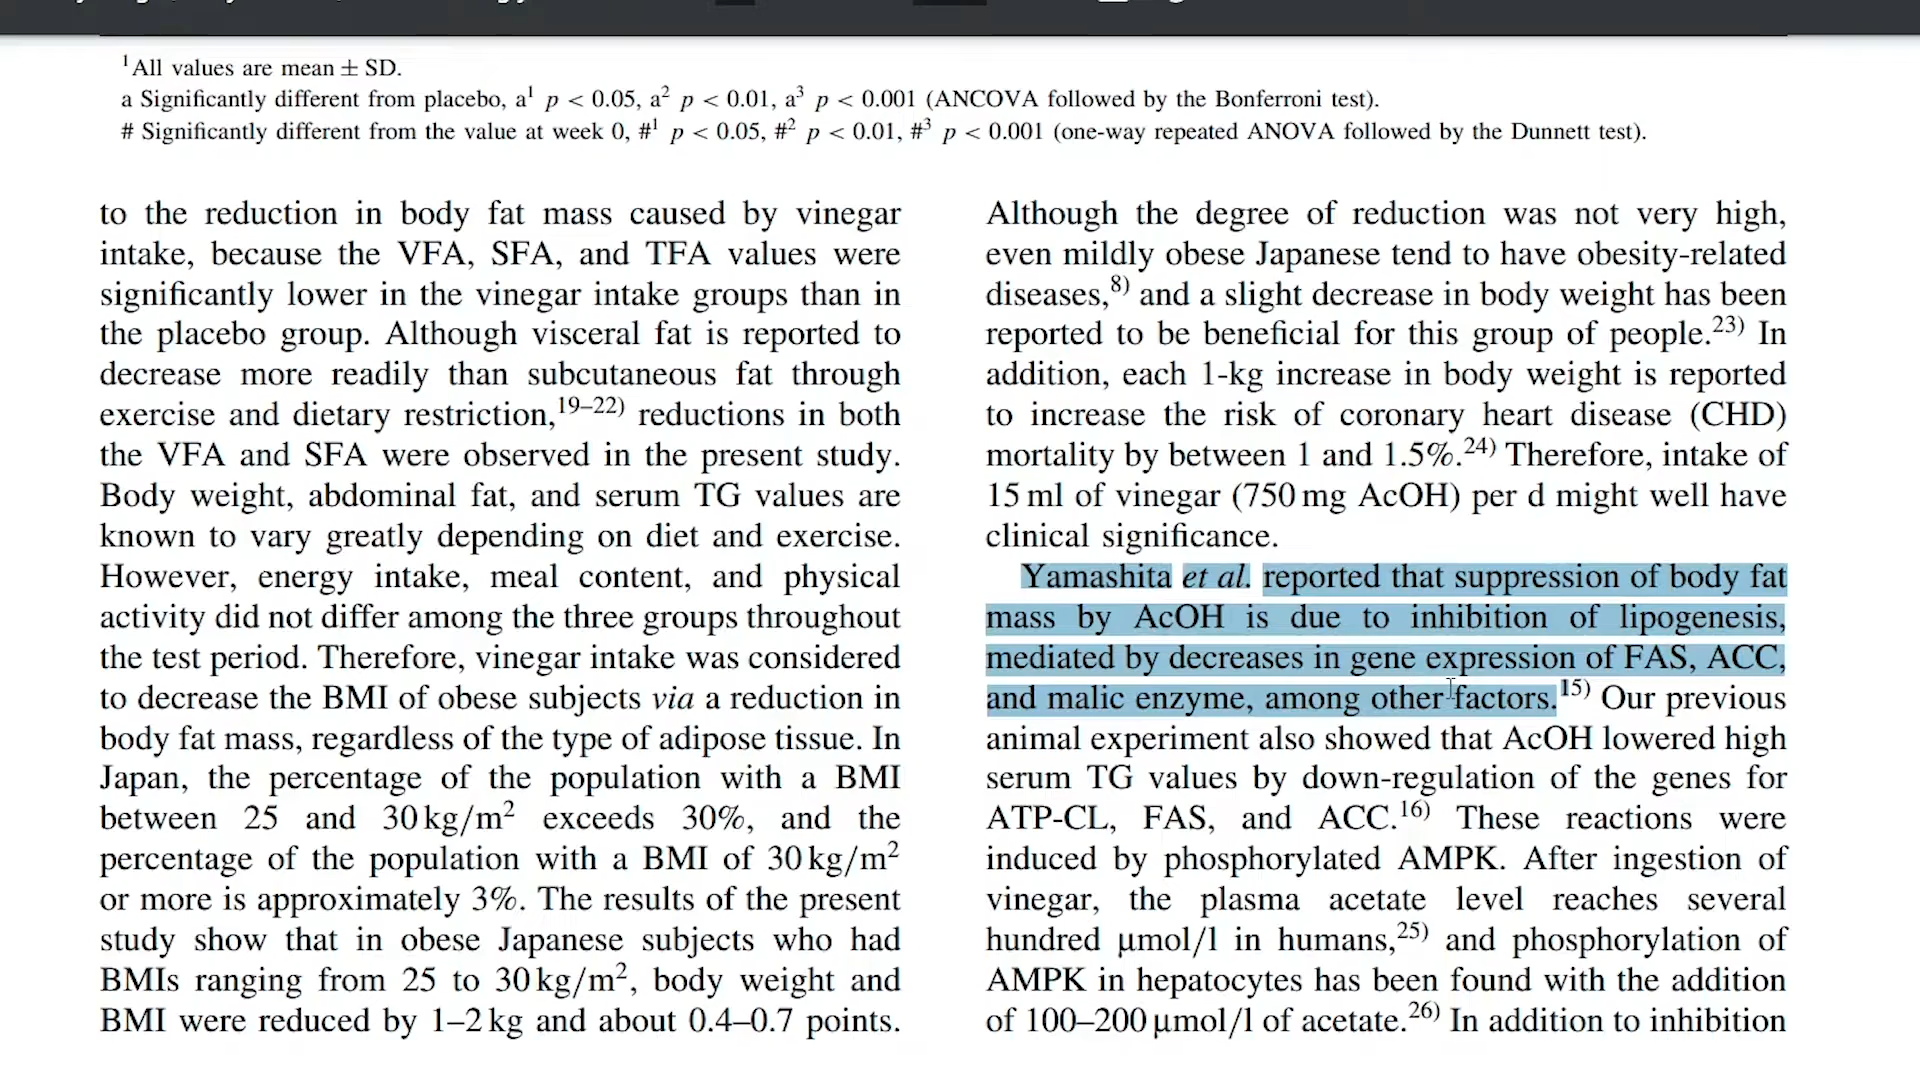 ¹All values are mean ± SD.
a Significantly different from placebo, a¹ p < 0.05, a² p < 0.01, a³ p < 0.001 (ANCOVA followed by the Bonferroni test).
# Significantly different from the value at week 0, #¹ p < 0.05, #² p < 0.01, #³ p < 0.001 (one-way repeated ANOVA followed by the Dunnett test).
to the reduction in body fat mass caused by vinegar
intake, because the VFA, SFA, and TFA values were
significantly lower in the vinegar intake groups than in
the placebo group. Although visceral fat is reported to
decrease more readily than subcutaneous fat through
exercise and dietary restriction,¹⁹⁻²²⁾ reductions in both
the VFA and SFA were observed in the present study.
Body weight, abdominal fat, and serum TG values are
known to vary greatly depending on diet and exercise.
However, energy intake, meal content, and physical
activity did not differ among the three groups throughout
the test period. Therefore, vinegar intake was considered
to decrease the BMI of obese subjects via a reduction in
body fat mass, regardless of the type of adipose tissue. In
Japan, the percentage of the population with a BMI
between 25 and 30 kg/m² exceeds 30%, and the
percentage of the population with a BMI of 30 kg/m²
or more is approximately 3%. The results of the present
study show that in obese Japanese subjects who had
BMIs ranging from 25 to 30 kg/m², body weight and
BMI were reduced by 1–2 kg and about 0.4–0.7 points.
Although the degree of reduction was not very high,
even mildly obese Japanese tend to have obesity-related
diseases,⁸⁾ and a slight decrease in body weight has been
reported to be beneficial for this group of people.²³⁾ In
addition, each 1-kg increase in body weight is reported
to increase the risk of coronary heart disease (CHD)
mortality by between 1 and 1.5%.²⁴⁾ Therefore, intake of
15 ml of vinegar (750 mg AcOH) per d might well have
clinical significance.
Yamashita et al. reported that suppression of body fat
mass by AcOH is due to inhibition of lipogenesis,
mediated by decreases in gene expression of FAS, ACC,
and malic enzyme, among other factors.¹⁵⁾ Our previous
animal experiment also showed that AcOH lowered high
serum TG values by down-regulation of the genes for
ATP-CL, FAS, and ACC.¹⁶⁾ These reactions were
induced by phosphorylated AMPK. After ingestion of
vinegar, the plasma acetate level reaches several
hundred µmol/l in humans,²⁵⁾ and phosphorylation of
AMPK in hepatocytes has been found with the addition
of 100–200 µmol/l of acetate.²⁶⁾ In addition to inhibition